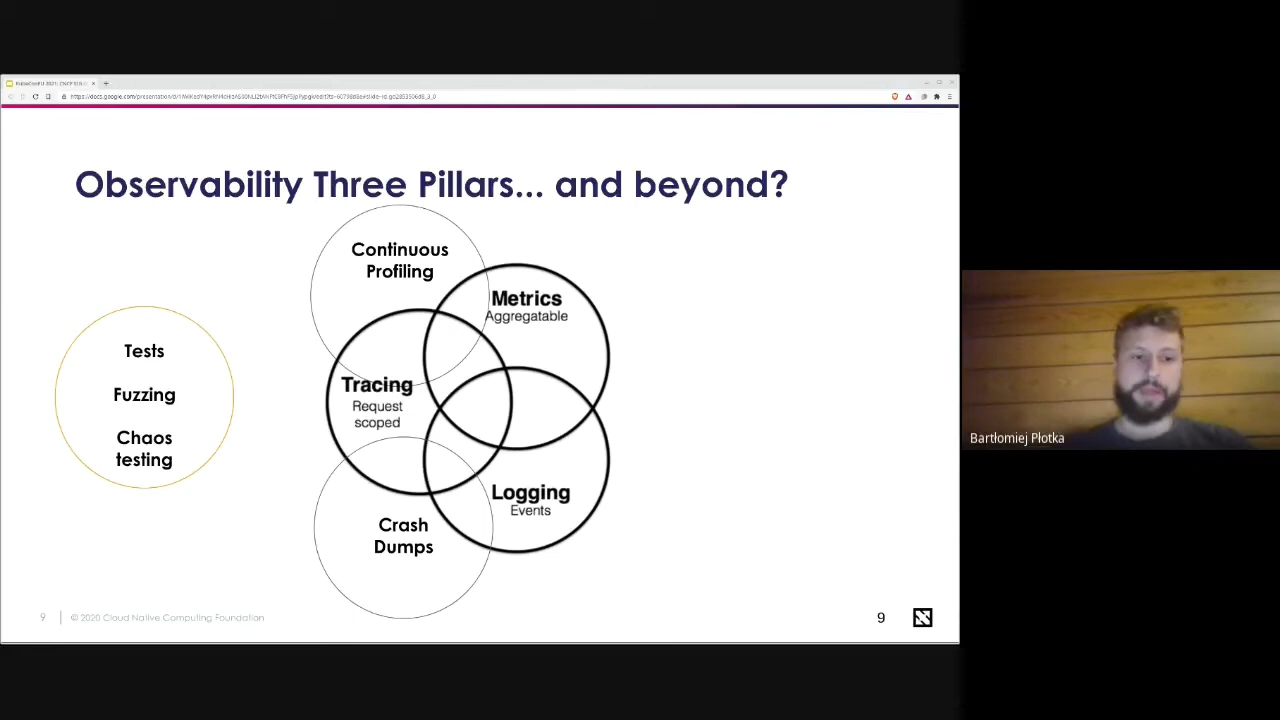 Observability Three Pillars... and beyond?
Continuous
Profiling
Metrics
Aggregatable
Tests
Fuzzing
Chaos
testing
Tracing
Request
scoped
Logging
Events
Crash
Dumps
Bartłomiej Płotka
9
© 2020 Cloud Native Computing Foundation
9